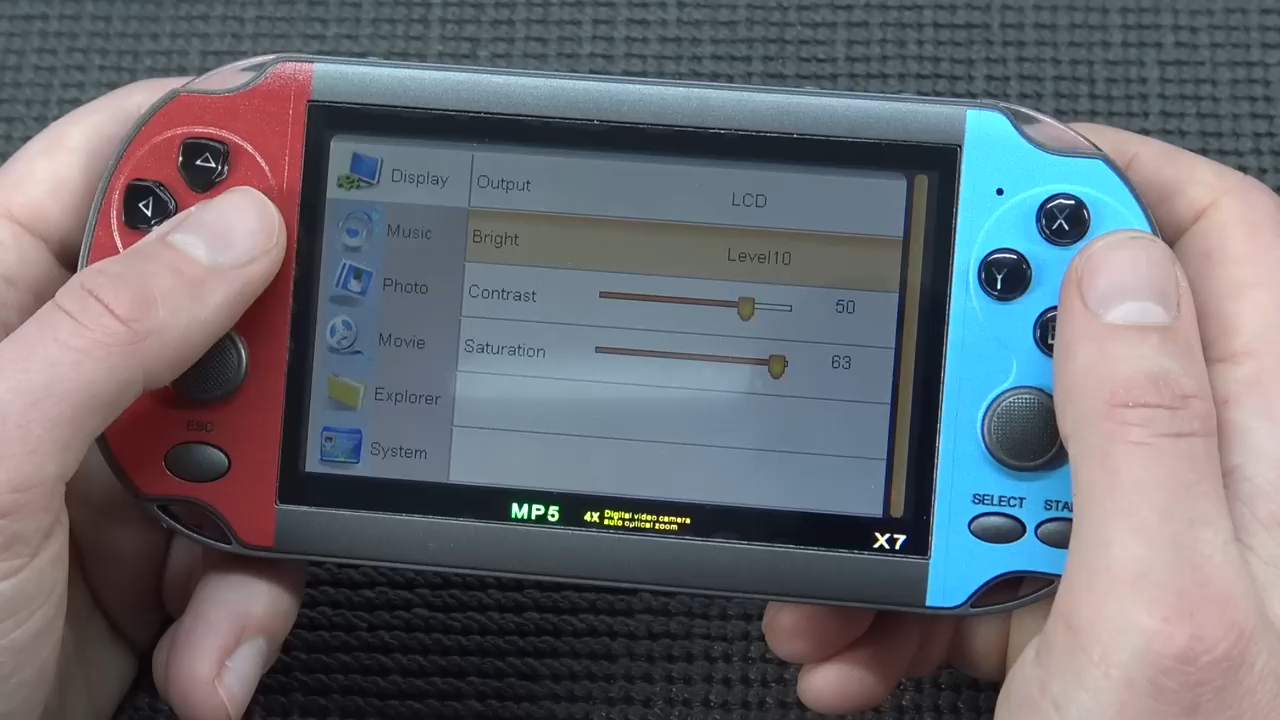 Display
Output
LCD
Music
Bright
Level10
Photo
Contrast
50
Movie
Saturation
63
Explorer
System
X
Y
ESC
SELECT
MP5
4X Digital video camera
auto optical zoom
X7